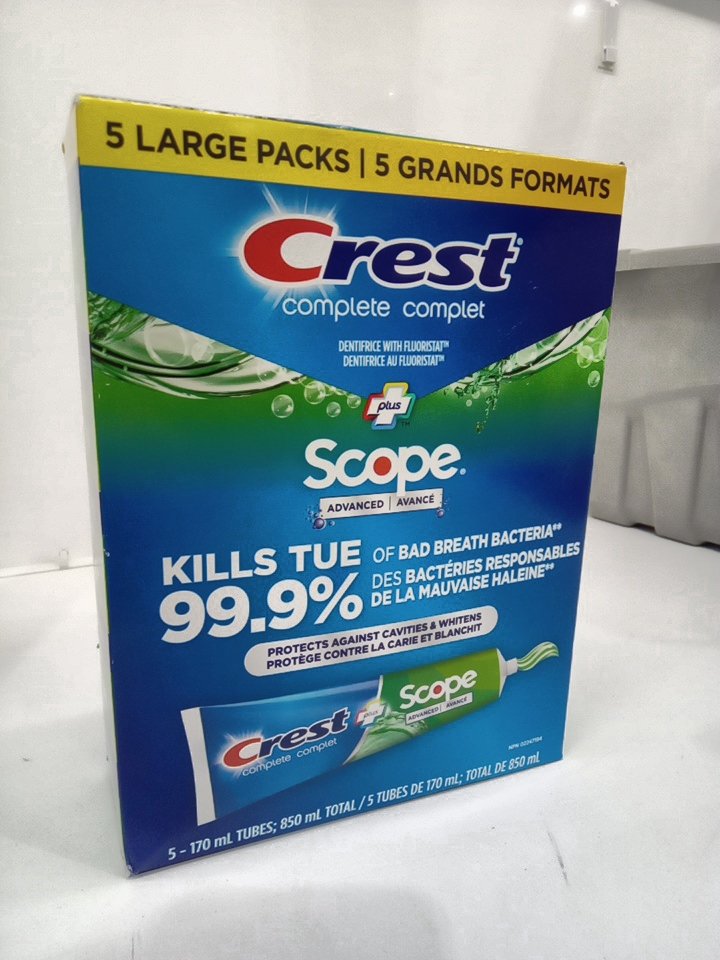 5 LARGE PACKS | 5 GRANDS FORMATS
Crest
complete complet
DENTIFRICE WITH FLUORISTAT™
DENTIFRICE AU FLUORISTAT™
plus™
Scope®
ADVANCED | AVANCÉ
KILLS TUE
99.9%
OF BAD BREATH BACTERIA**
DES BACTÉRIES RESPONSABLES
DE LA MAUVAISE HALEINE**
PROTECTS AGAINST CAVITIES & WHITENS
PROTÈGE CONTRE LA CARIE ET BLANCHIT
Crest
complete complet
plus
Scope
ADVANCED | AVANCÉ
5 – 170 mL TUBES; 850 mL TOTAL / 5 TUBES DE 170 mL; TOTAL DE 850 mL